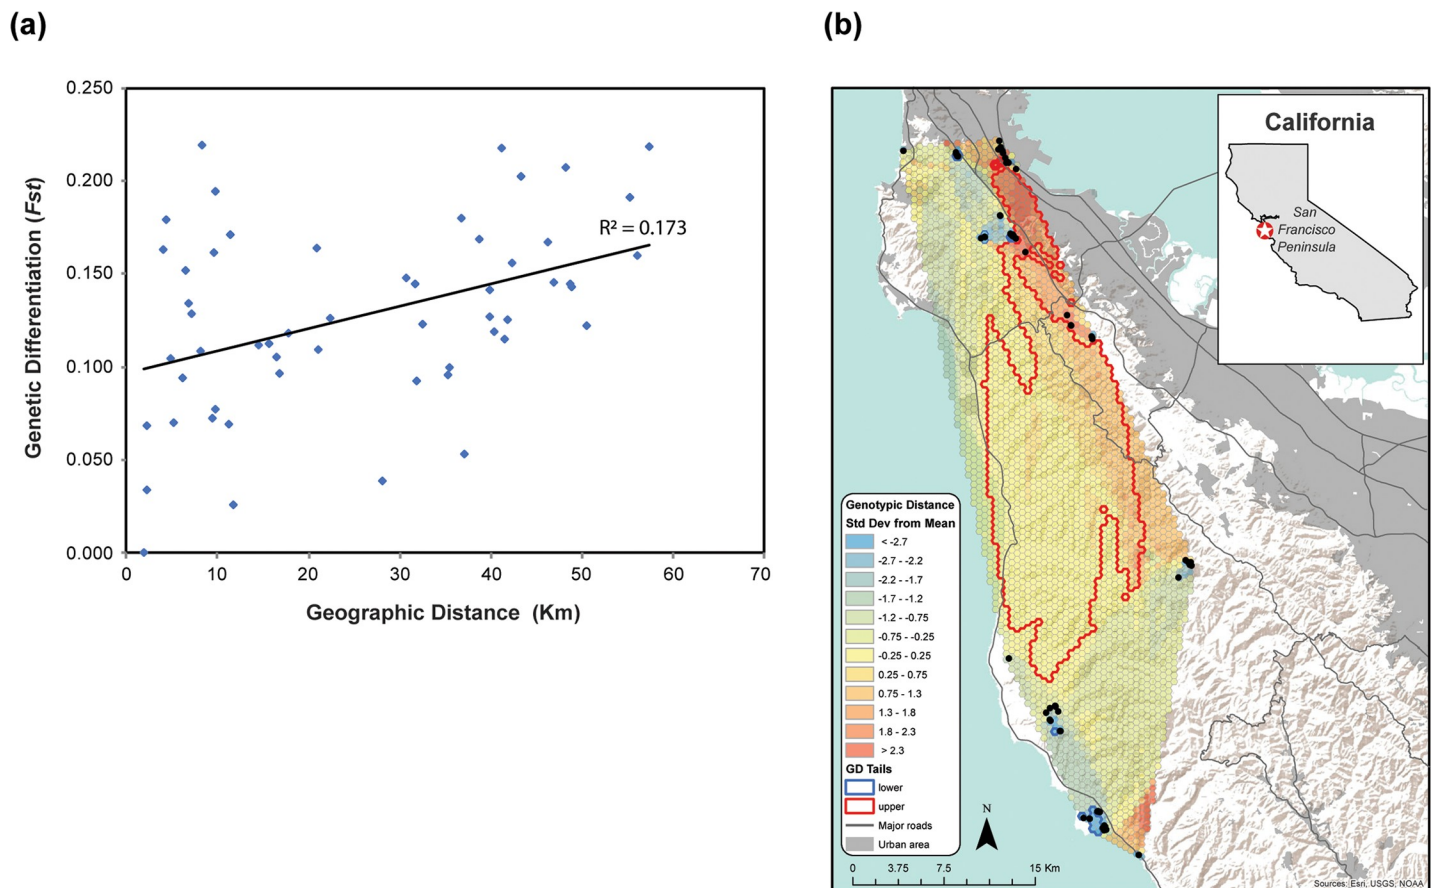 (a)
0.250
0.200
0.150
0.100
0.050
0.000
Genetic Differentiation (Fst)
R² = 0.173
0 10 20 30 40 50 60 70
Geographic Distance (Km)
(b)
California
San
Francisco
Peninsula
Genotypic Distance
Std Dev from Mean
< -2.7
-2.7 - -2.2
-2.2 - -1.7
-1.7 - -1.2
-1.2 - -0.75
-0.75 - -0.25
-0.25 - 0.25
0.25 - 0.75
0.75 - 1.3
1.3 - 1.8
1.8 - 2.3
> 2.3
GD Tails
lower
upper
Major roads
Urban area
N
0 3.75 7.5 15 Km
Sources: Esri, USGS, NOAA